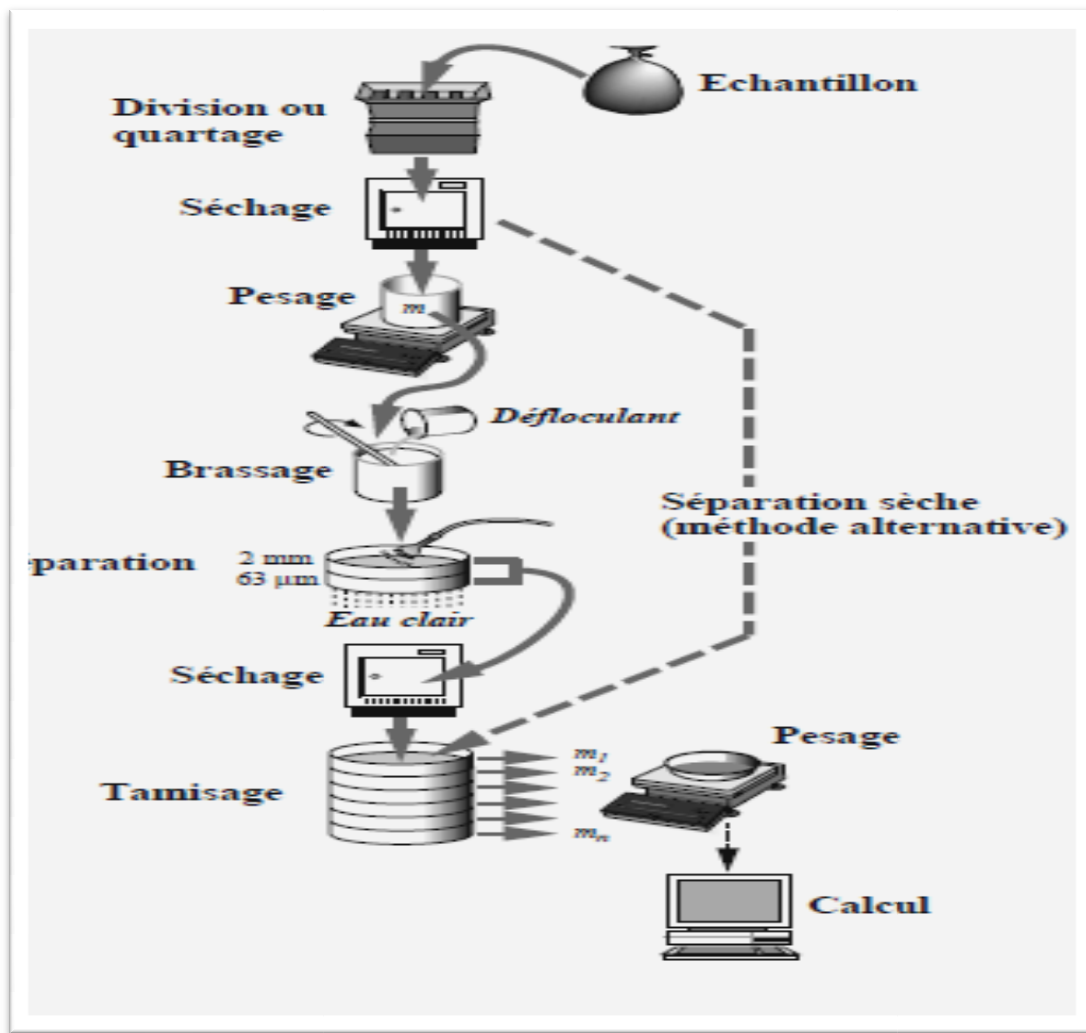 Echantillon
Division ou
quartage
Séchage
Pesage
m
Défloculant
Brassage
Séparation sèche
(méthode alternative)
éparation
2 mm
63 µm
Eau clair
Séchage
Pesage
m1
m2
Tamisage
mn
Calcul